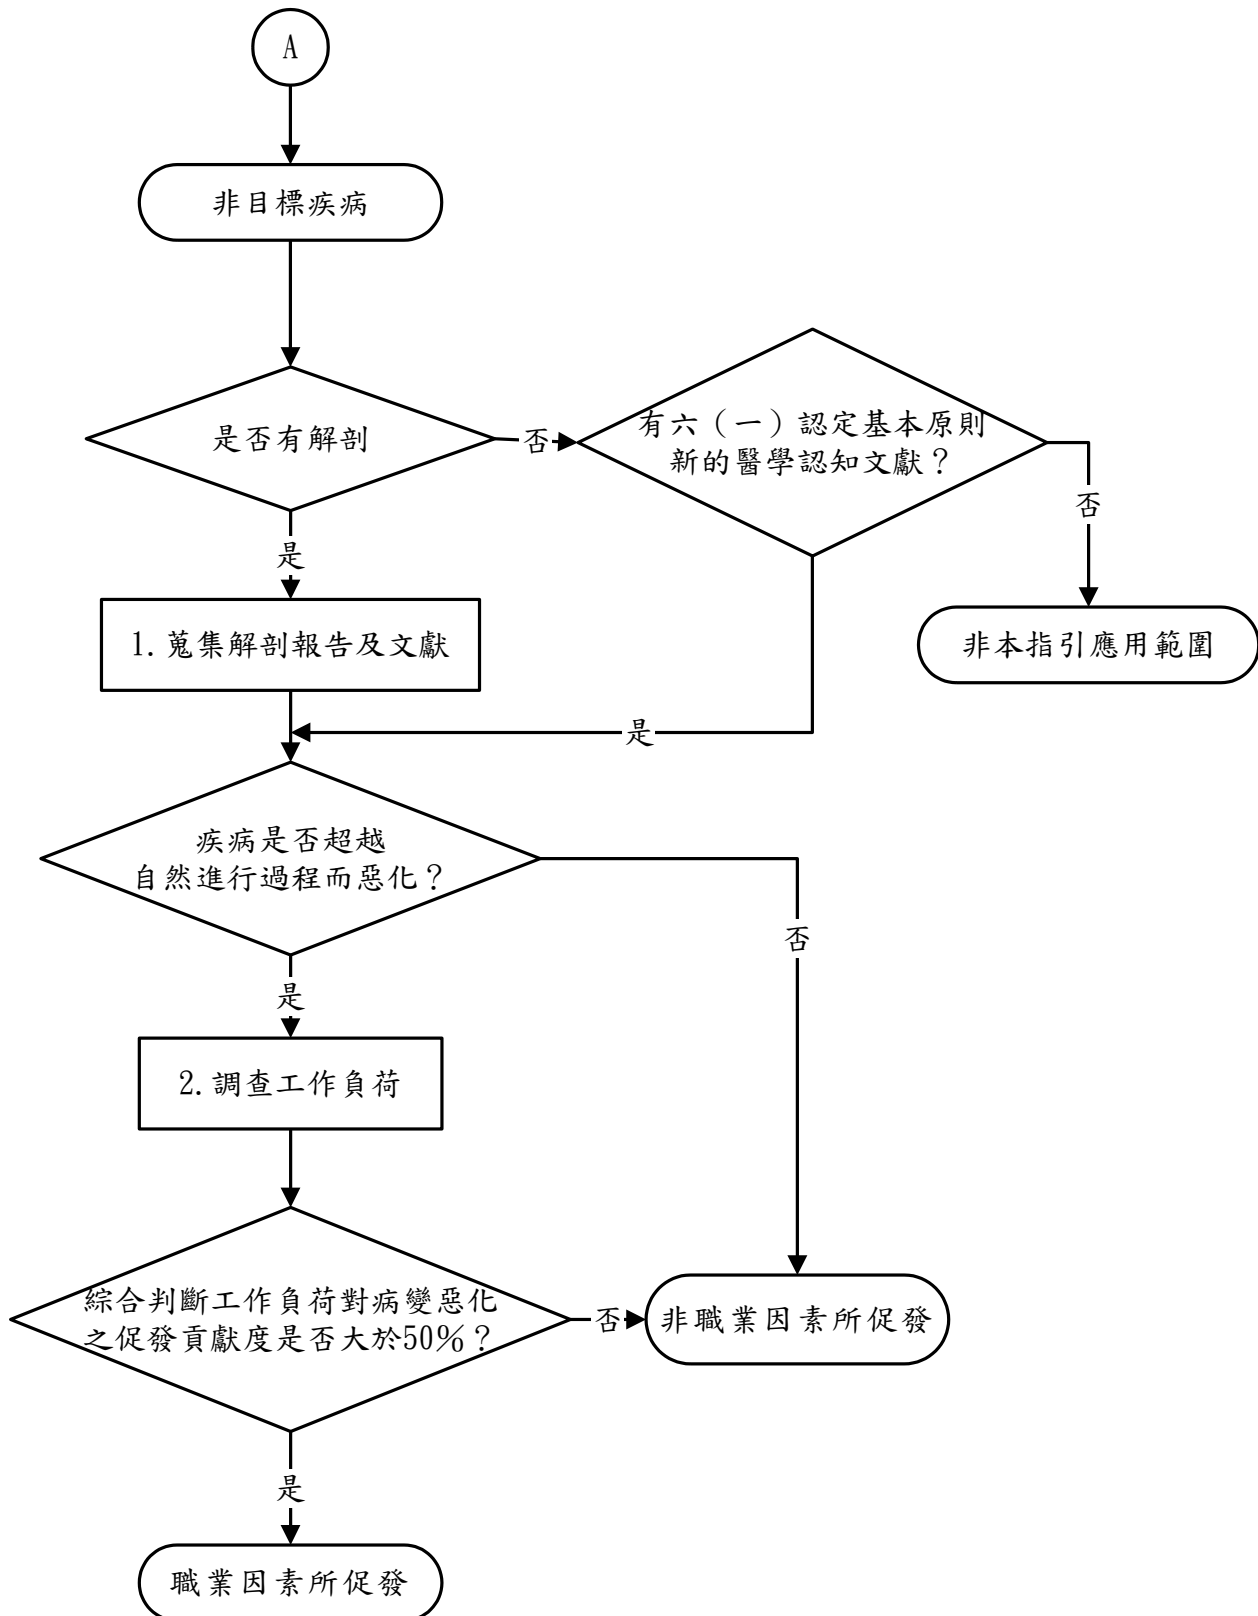 A
非目標疾病
是否有解剖
否
有六（一）認定基本原則
新的醫學認知文獻？
否
是
1.蒐集解剖報告及文獻
非本指引應用範圍
是
疾病是否超越
自然進行過程而惡化？
否
是
2.調查工作負荷
綜合判斷工作負荷對病變惡化
之促發貢獻度是否大於50%？
否
非職業因素所促發
是
職業因素所促發